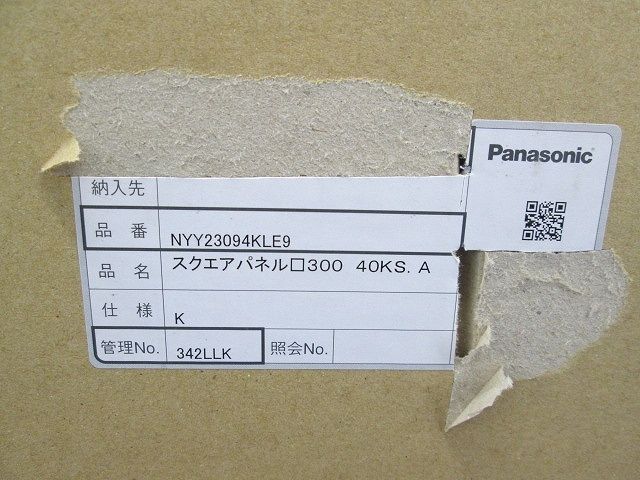 Panasonic
納入先
品番 NYY23094KLE9
品名 スクエアパネル□300 40KS. A
仕様 K
管理No. 342LLK 照会No.